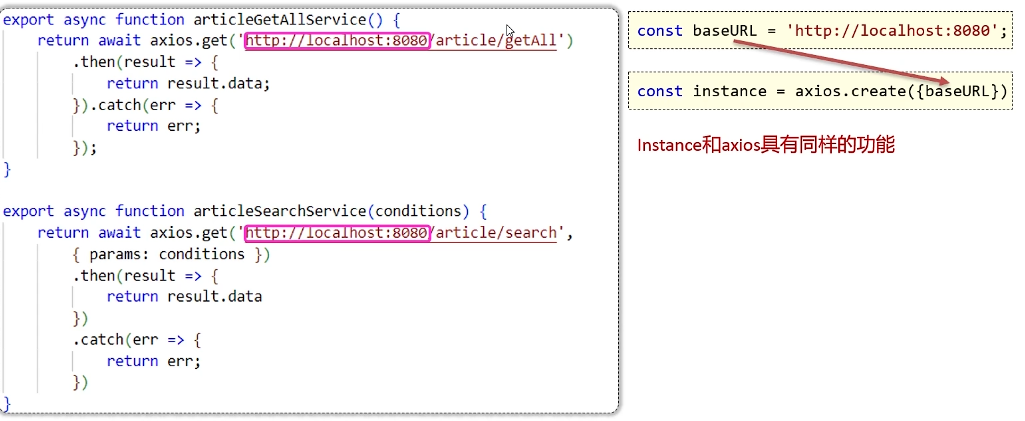 export async function articleGetAllService() {
return await axios.get('http://localhost:8080/article/getAll')
.then(result => {
return result.data;
}).catch(err => {
return err;
});
}
export async function articleSearchService(conditions) {
return await axios.get('http://localhost:8080/article/search',
{ params: conditions })
.then(result => {
return result.data
})
.catch(err => {
return err;
})
}
const baseURL = 'http://localhost:8080';
const instance = axios.create({baseURL})
Instance和axios具有同样的功能